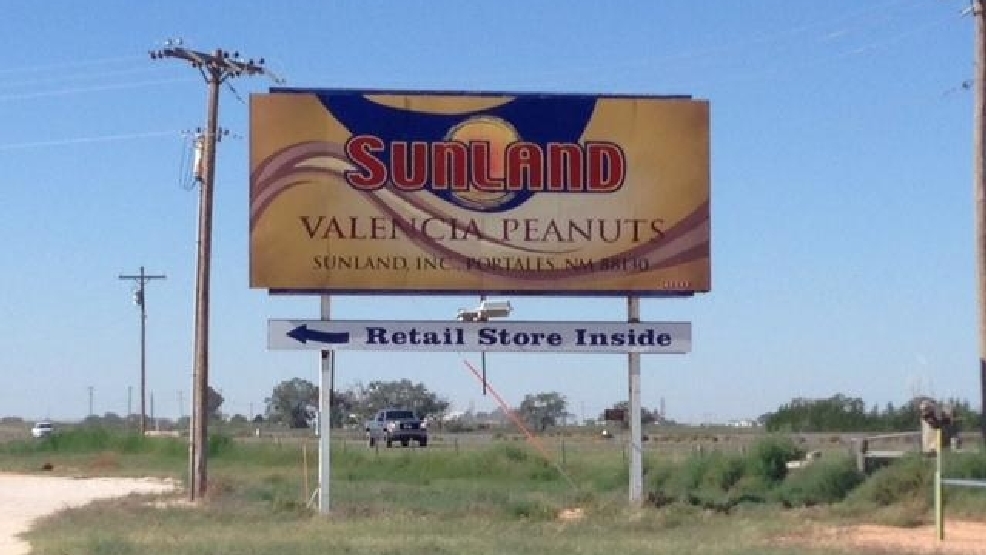 SUNLAND
VALENCIA PEANUTS
SUNLAND, INC., PORTALES, NM 88130
Retail Store Inside